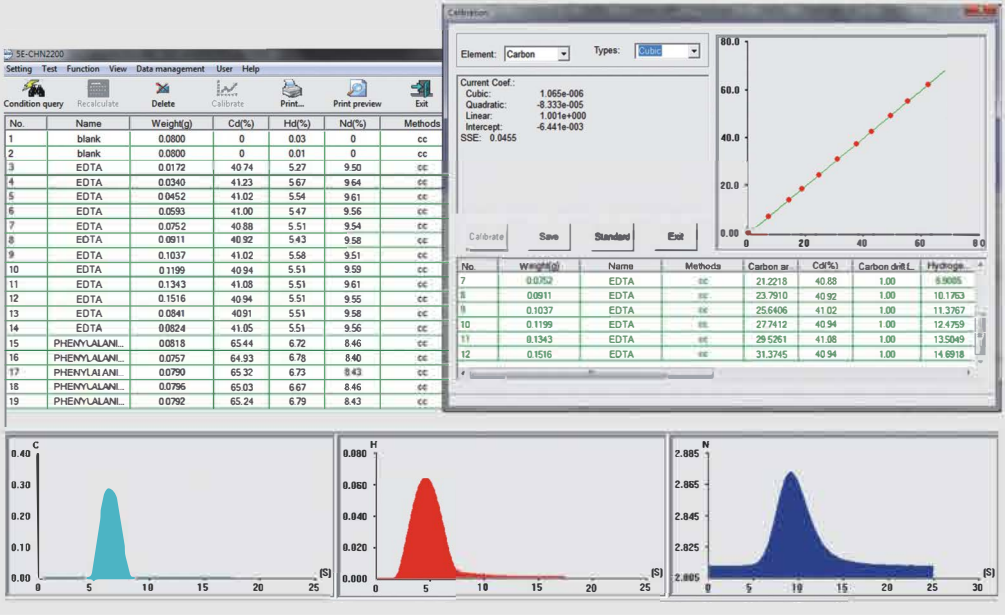 5E-CHN2200
Setting Test Function View Data management User Help
Condition query Recalculate Delete Calibrate Print... Print preview Exit
No. Name Weight(g) Cd(%) Hd(%) Nd(%) Methods
1 blank 0.0800 0 0.03 0 cc
2 blank 0.0800 0 0.01 0 cc
3 EDTA 0.0172 40 74 5.27 9.50 cc
4 EDTA 0.0340 41.23 5 67 9 64 cc
5 EDTA 0.0452 41.02 5.54 9 61 cc
6 EDTA 0.0593 41.00 5 47 9.56 cc
7 EDTA 0.0752 40 88 5.51 9.54 cc
8 EDTA 0.0911 40 92 5 43 9.58 cc
9 EDTA 0.1037 41 02 5.58 9.51 cc
10 EDTA 0 1199 40 94 5.51 9.59 cc
11 EDTA 0.1343 41.08 5.51 9 61 cc
12 EDTA 0.1516 40 94 5.51 9.55 cc
13 EDTA 0.0841 40 91 5.51 9.58 cc
14 EDTA 0.0824 41.05 5.51 9.56 cc
15 PHENYLALANI... 0.0818 65 44 6.72 8.46 cc
16 PHENYLALANI... 0.0757 64.93 6.78 8.40 cc
17 PHENYLALANI... 0.0790 65 32 6.73 8 43 cc
18 PHENYLALANI... 0.0796 65.03 6 67 8.46 cc
19 PHENYLALANI... 0.0792 65.24 6.79 8.43 cc
Calibration
Element: Carbon Types: Cubic
Current Coef.:
Cubic: 1.065e-006
Quadratic: -8.333e-005
Linear: 1.001e+000
Intercept: -6.441e-003
SSE: 0.0455
Calibrate Save Standard Exit
80.0
60.0
40.0
20.0
0.00
0 20 40 60 80
No. Weight(g) Name Methods Carbon ar... Cd(%) Carbon drift f... Hydroge...
7 0.0752 EDTA cc 21.2218 40.88 1.00 8.9005
8 0.0911 EDTA cc 23.7910 40 92 1.00 10.1763
9 0.1037 EDTA cc 25.6406 41.02 1.00 11.3767
10 0.1199 EDTA cc 27.7412 40 94 1.00 12.4759
11 0.1343 EDTA cc 29 5261 41.08 1.00 13.5049
12 0.1516 EDTA cc 31.3745 40 94 1.00 14.6918
C
0.40
0.30
0.20
0.10
0.00
0 5 10 15 20 25 (S)
H
0.080
0.060
0.040
0.020
0.000
0 5 10 15 20 25 (S)
N
2.885
2.865
2.845
2.825
2.805
0 5 10 15 20 25 30 (S)